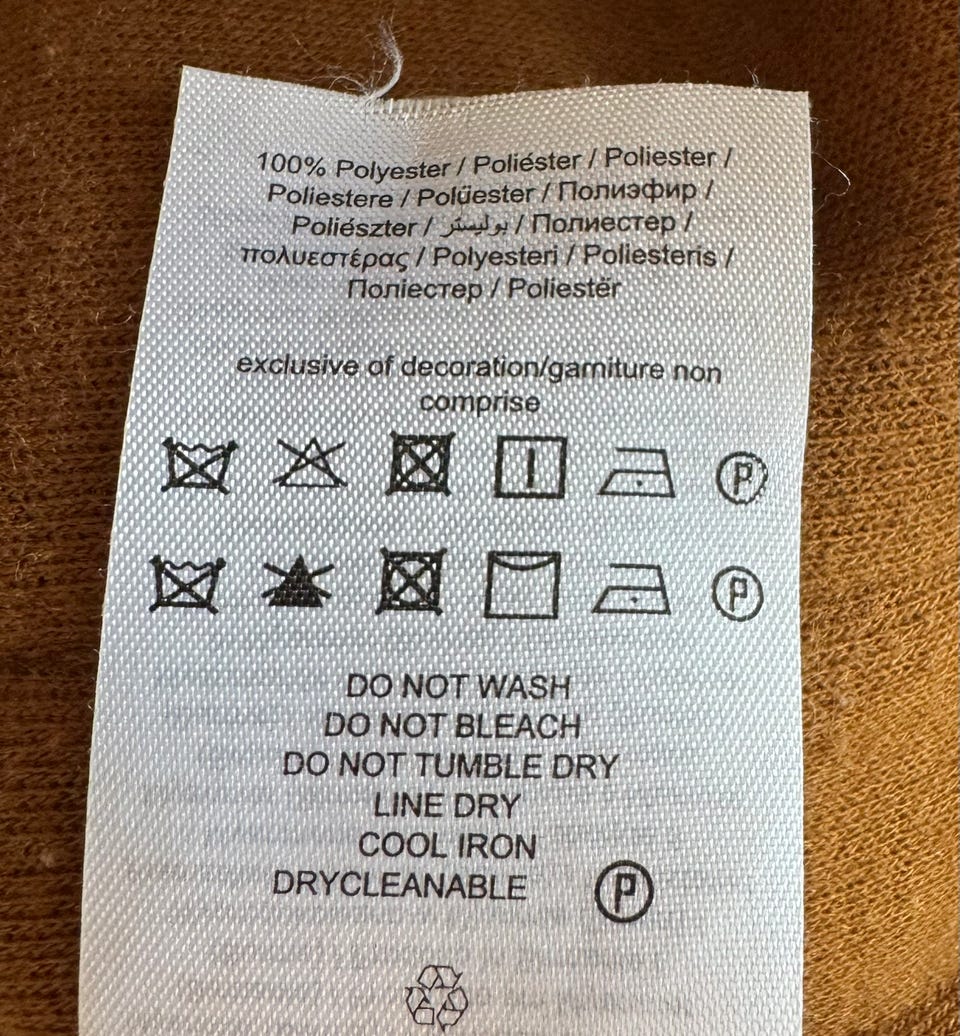 100% Polyester / Poliéster / Poliester /
Poliestere / Polüester / Полиэфир /
Poliészter / بوليستر / Полиестер /
πολυεστέρας / Polyesteri / Poliesteris /
Поліестер / Poliestër
exclusive of decoration/garniture non
comprise
P
P
DO NOT WASH
DO NOT BLEACH
DO NOT TUMBLE DRY
LINE DRY
COOL IRON
DRYCLEANABLE P